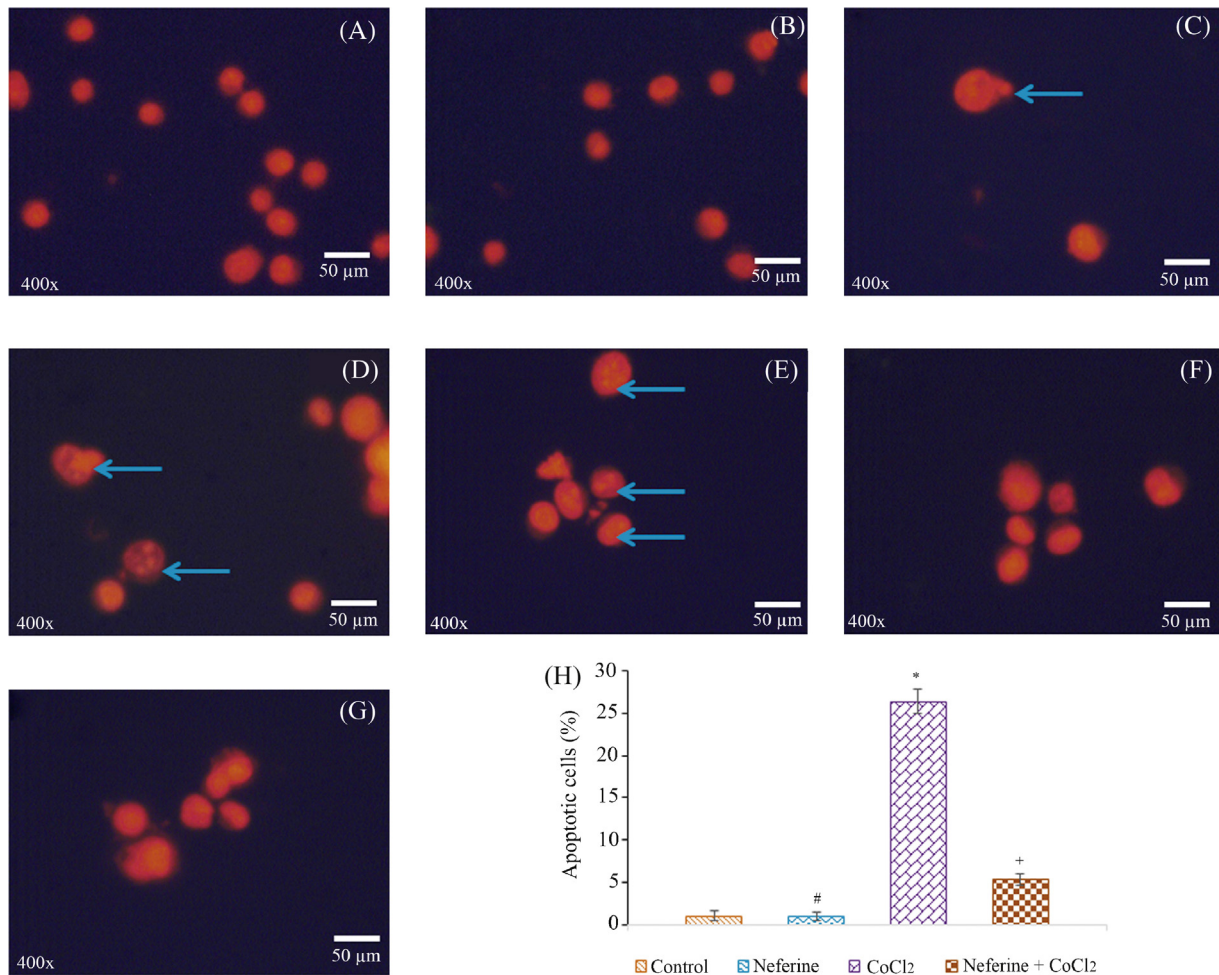 (A)
50 µm
400x
(B)
50 µm
400x
(C)
50 µm
400x
(D)
50 µm
400x
(E)
50 µm
400x
(F)
50 µm
400x
(G)
50 µm
400x
(H)
Apoptotic cells (%)
30
25
20
15
10
5
0
#
*
+
Control
Neferine
CoCl₂
Neferine + CoCl₂